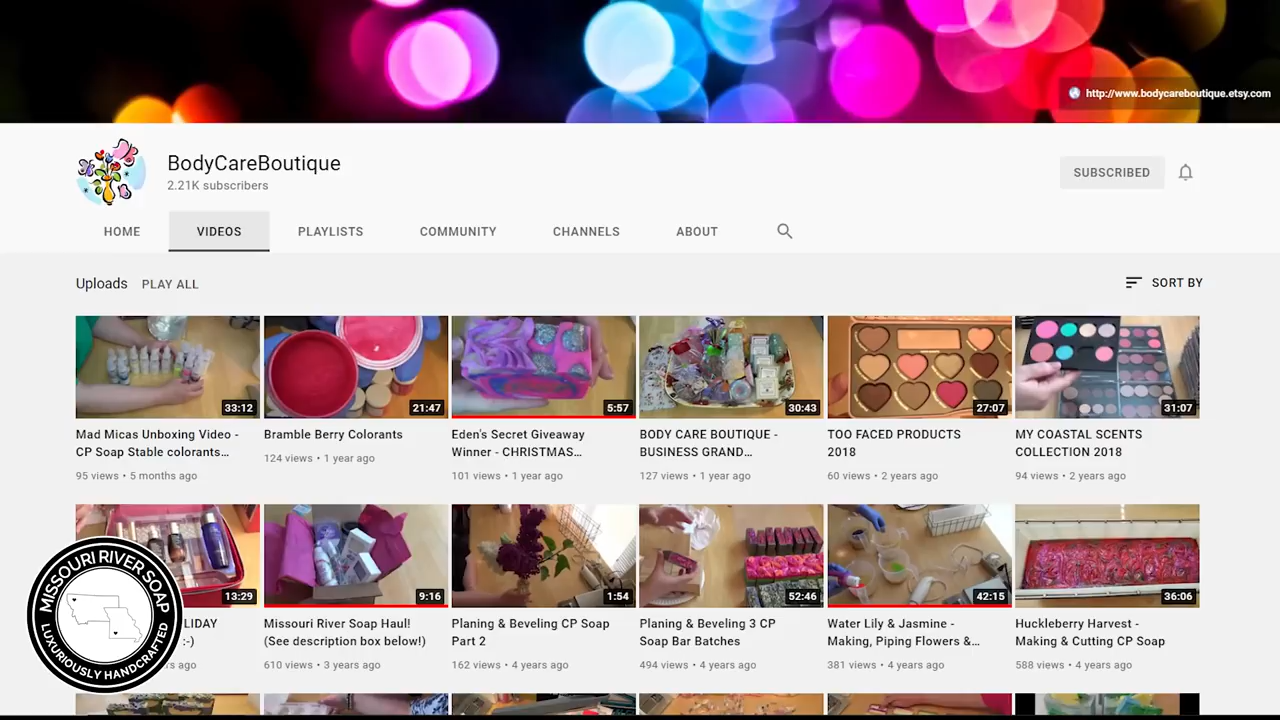 http://www.bodycareboutique.etsy.com
BodyCareBoutique
2.21K subscribers
SUBSCRIBED
HOME
VIDEOS
PLAYLISTS
COMMUNITY
CHANNELS
ABOUT
Uploads
PLAY ALL
SORT BY
33:12
21:47
5:57
30:43
27:07
31:07
Mad Micas Unboxing Video -
CP Soap Stable colorants…
95 views • 5 months ago
Bramble Berry Colorants
124 views • 1 year ago
Eden's Secret Giveaway
Winner - CHRISTMAS…
101 views • 1 year ago
BODY CARE BOUTIQUE -
BUSINESS GRAND…
127 views • 1 year ago
TOO FACED PRODUCTS
2018
60 views • 2 years ago
MY COASTAL SCENTS
COLLECTION 2018
94 views • 2 years ago
13:29
9:16
1:54
52:46
42:15
36:06
LIDAY
:-)
ago
Missouri River Soap Haul!
(See description box below!)
610 views • 3 years ago
Planing & Beveling CP Soap
Part 2
162 views • 4 years ago
Planing & Beveling 3 CP
Soap Bar Batches
494 views • 4 years ago
Water Lily & Jasmine -
Making, Piping Flowers &…
381 views • 4 years ago
Huckleberry Harvest -
Making & Cutting CP Soap
588 views • 4 years ago
MISSOURI RIVER SOAP
LUXURIOUSLY HANDCRAFTED